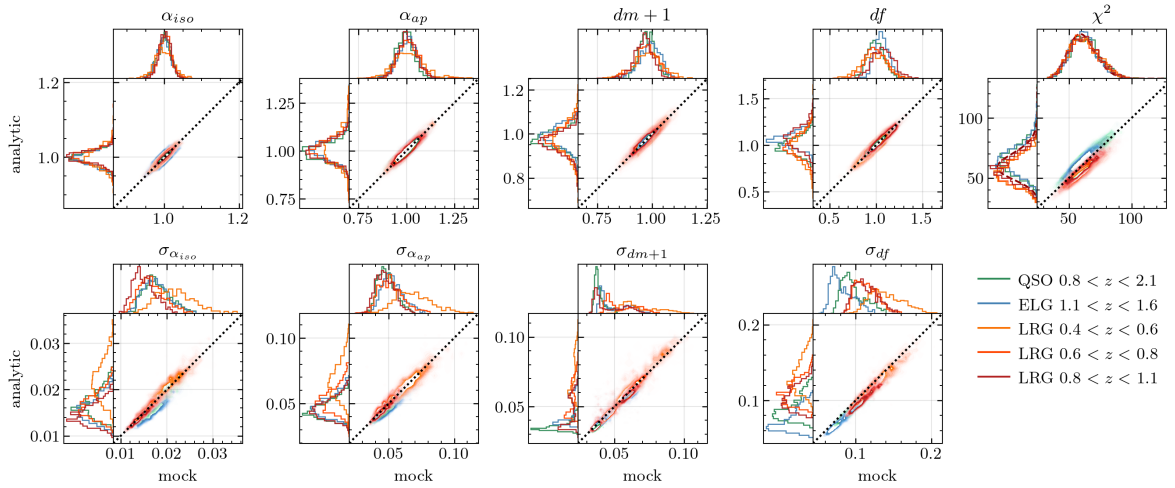 α_iso α_ap dm + 1 df χ²
analytic
1.2
1.0
1.0 1.2
1.25
1.00
0.75
0.75 1.00 1.25
1.2
1.0
0.8
0.75 1.00 1.25
1.5
1.0
0.5
0.5 1.0 1.5
100
50
50 100
σ_α_iso σ_α_ap σ_dm+1 σ_df
analytic
0.03
0.02
0.01
0.01 0.02 0.03
mock
0.10
0.05
0.05 0.10
mock
0.10
0.05
0.05 0.10
mock
0.2
0.1
0.1 0.2
mock
QSO 0.8 < z < 2.1
ELG 1.1 < z < 1.6
LRG 0.4 < z < 0.6
LRG 0.6 < z < 0.8
LRG 0.8 < z < 1.1